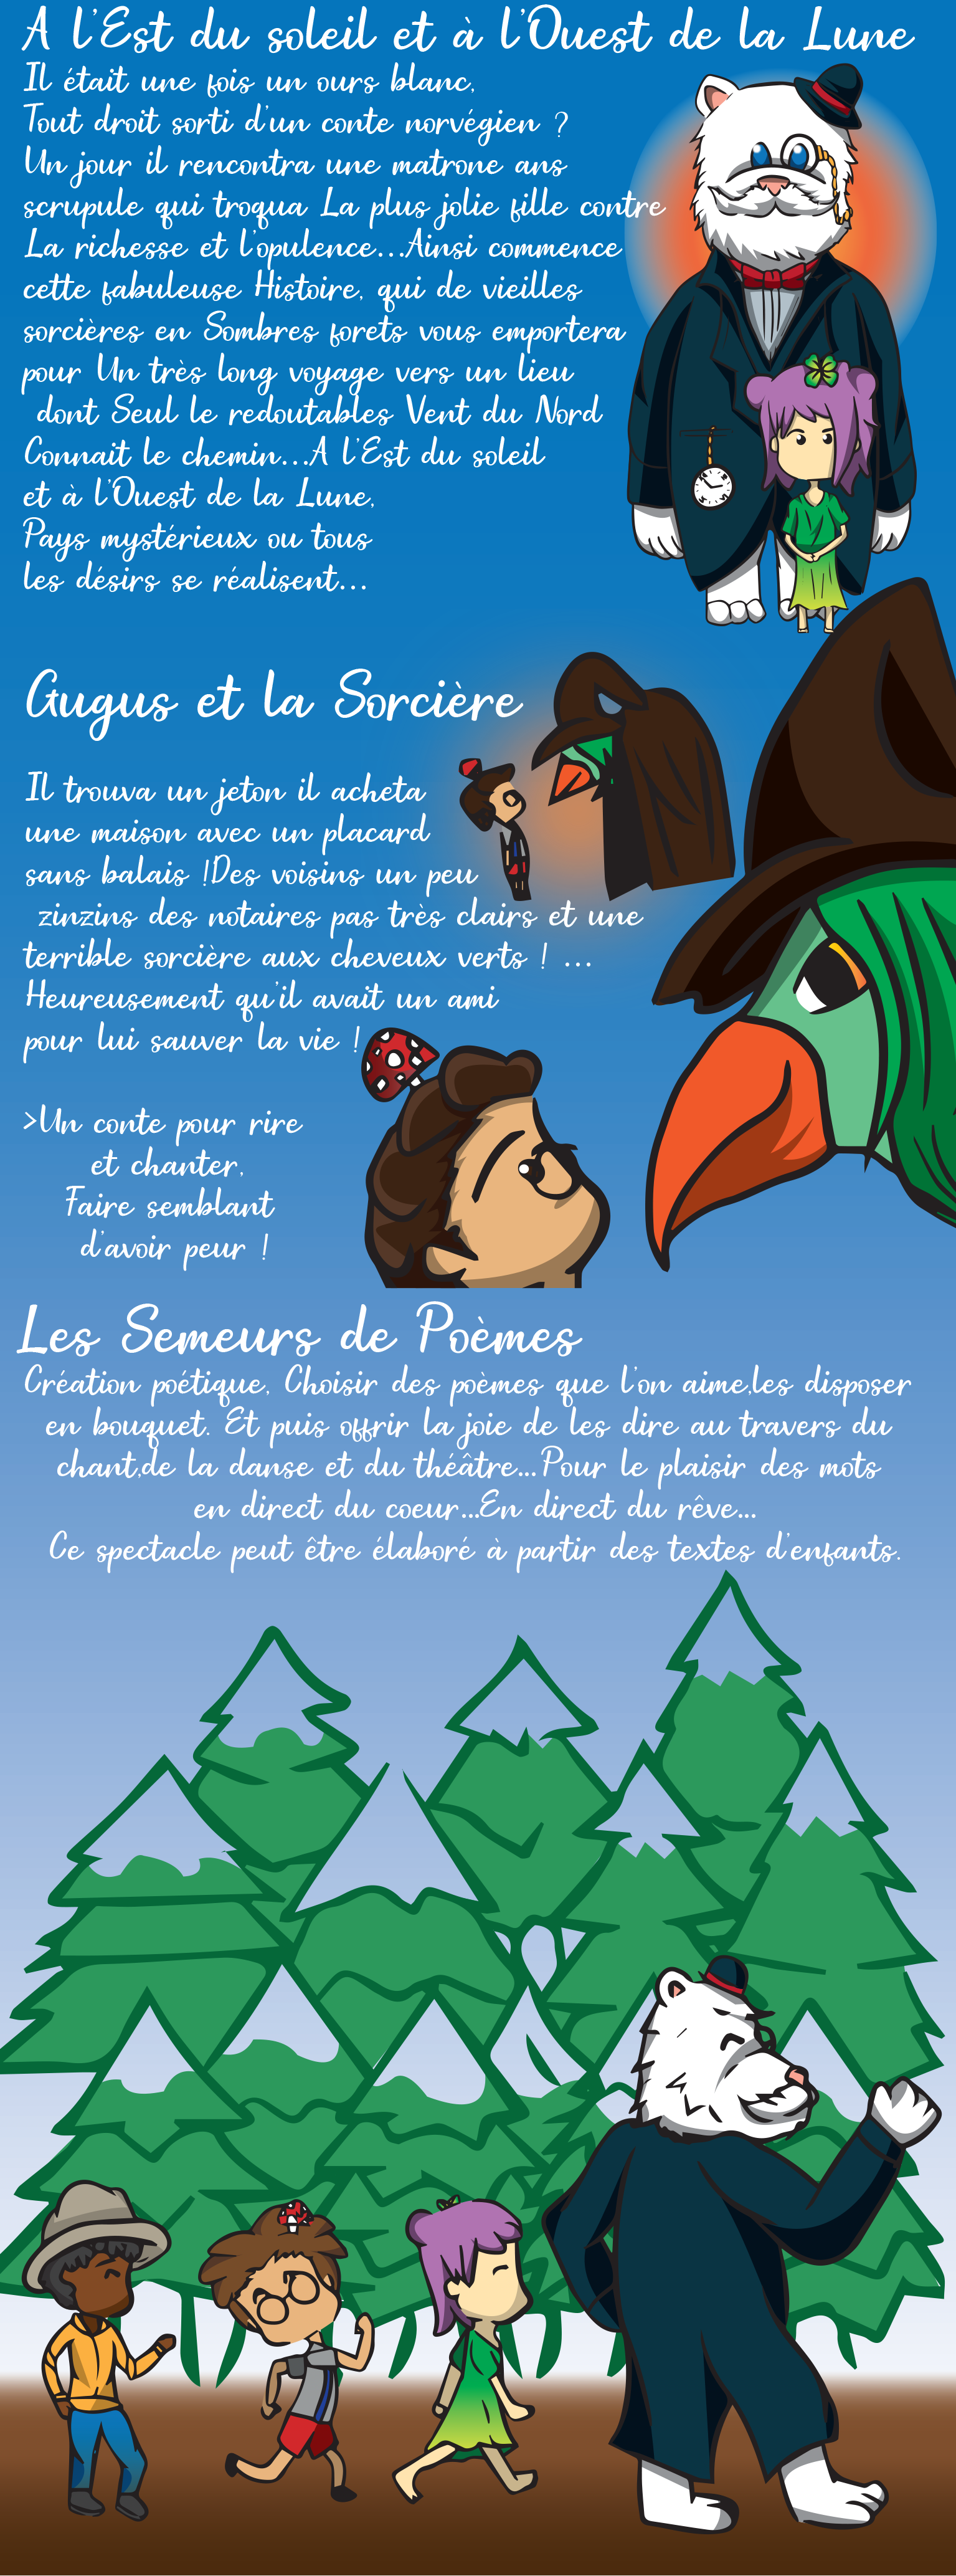 A l'Est du soleil et à l'Ouest de la Lune
Il était une fois un ours blanc,
Tout droit sorti d'un conte norvégien ?
Un jour il rencontra une matrone ans
scrupule qui troqua La plus jolie fille contre
La richesse et l'opulence...Ainsi commence
cette fabuleuse Histoire, qui de vieilles
sorcières en Sombres forets vous emportera
pour Un très long voyage vers un lieu
dont Seul le redoutables Vent du Nord
Connait le chemin...A l'Est du soleil
et à l'Ouest de la Lune,
Pays mystérieux ou tous
les désirs se réalisent...
Gugus et la Sorcière
Il trouva un jeton il acheta
une maison avec un placard
sans balais !Des voisins un peu
zinzins des notaires pas très clairs et une
terrible sorcière aux cheveux verts ! ...
Heureusement qu'il avait un ami
pour lui sauver la vie !
>Un conte pour rire
et chanter,
Faire semblant
d'avoir peur !
Les Semeurs de Poèmes
Création poétique, Choisir des poèmes que l'on aime,les disposer
en bouquet. Et puis offrir la joie de les dire au travers du
chant,de la danse et du théâtre...Pour le plaisir des mots
en direct du coeur...En direct du rêve...
Ce spectacle peut être élaboré à partir des textes d'enfants.